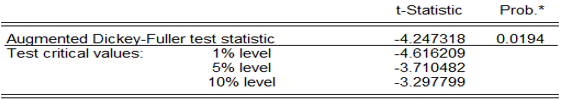 t-Statistic Prob.*
Augmented Dickey-Fuller test statistic -4.247318 0.0194
Test critical values: 1% level -4.616209
5% level -3.710482
10% level -3.297799